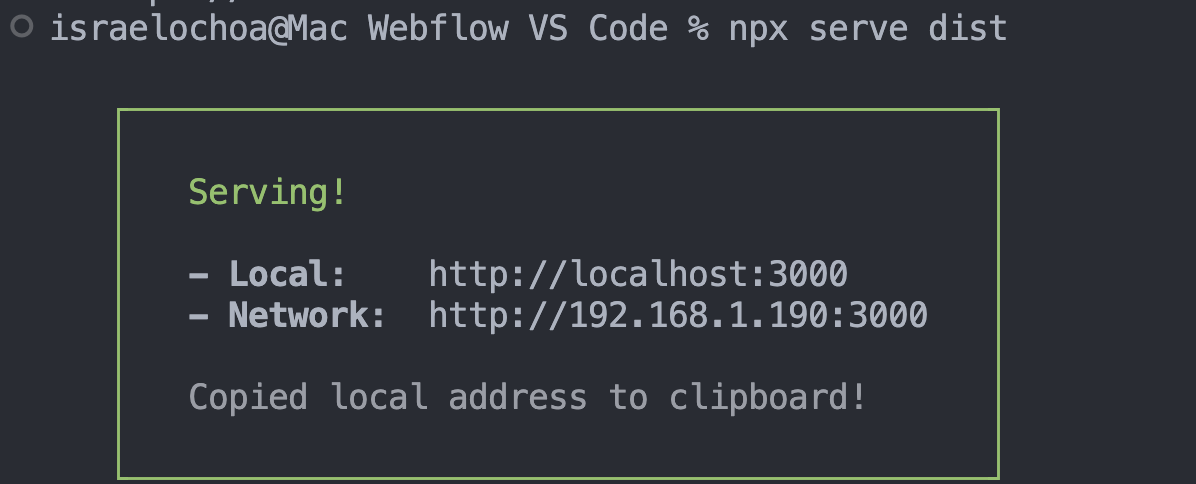 israelochoa@Mac Webflow VS Code % npx serve dist
Serving!
- Local:    http://localhost:3000
- Network:  http://192.168.1.190:3000
Copied local address to clipboard!